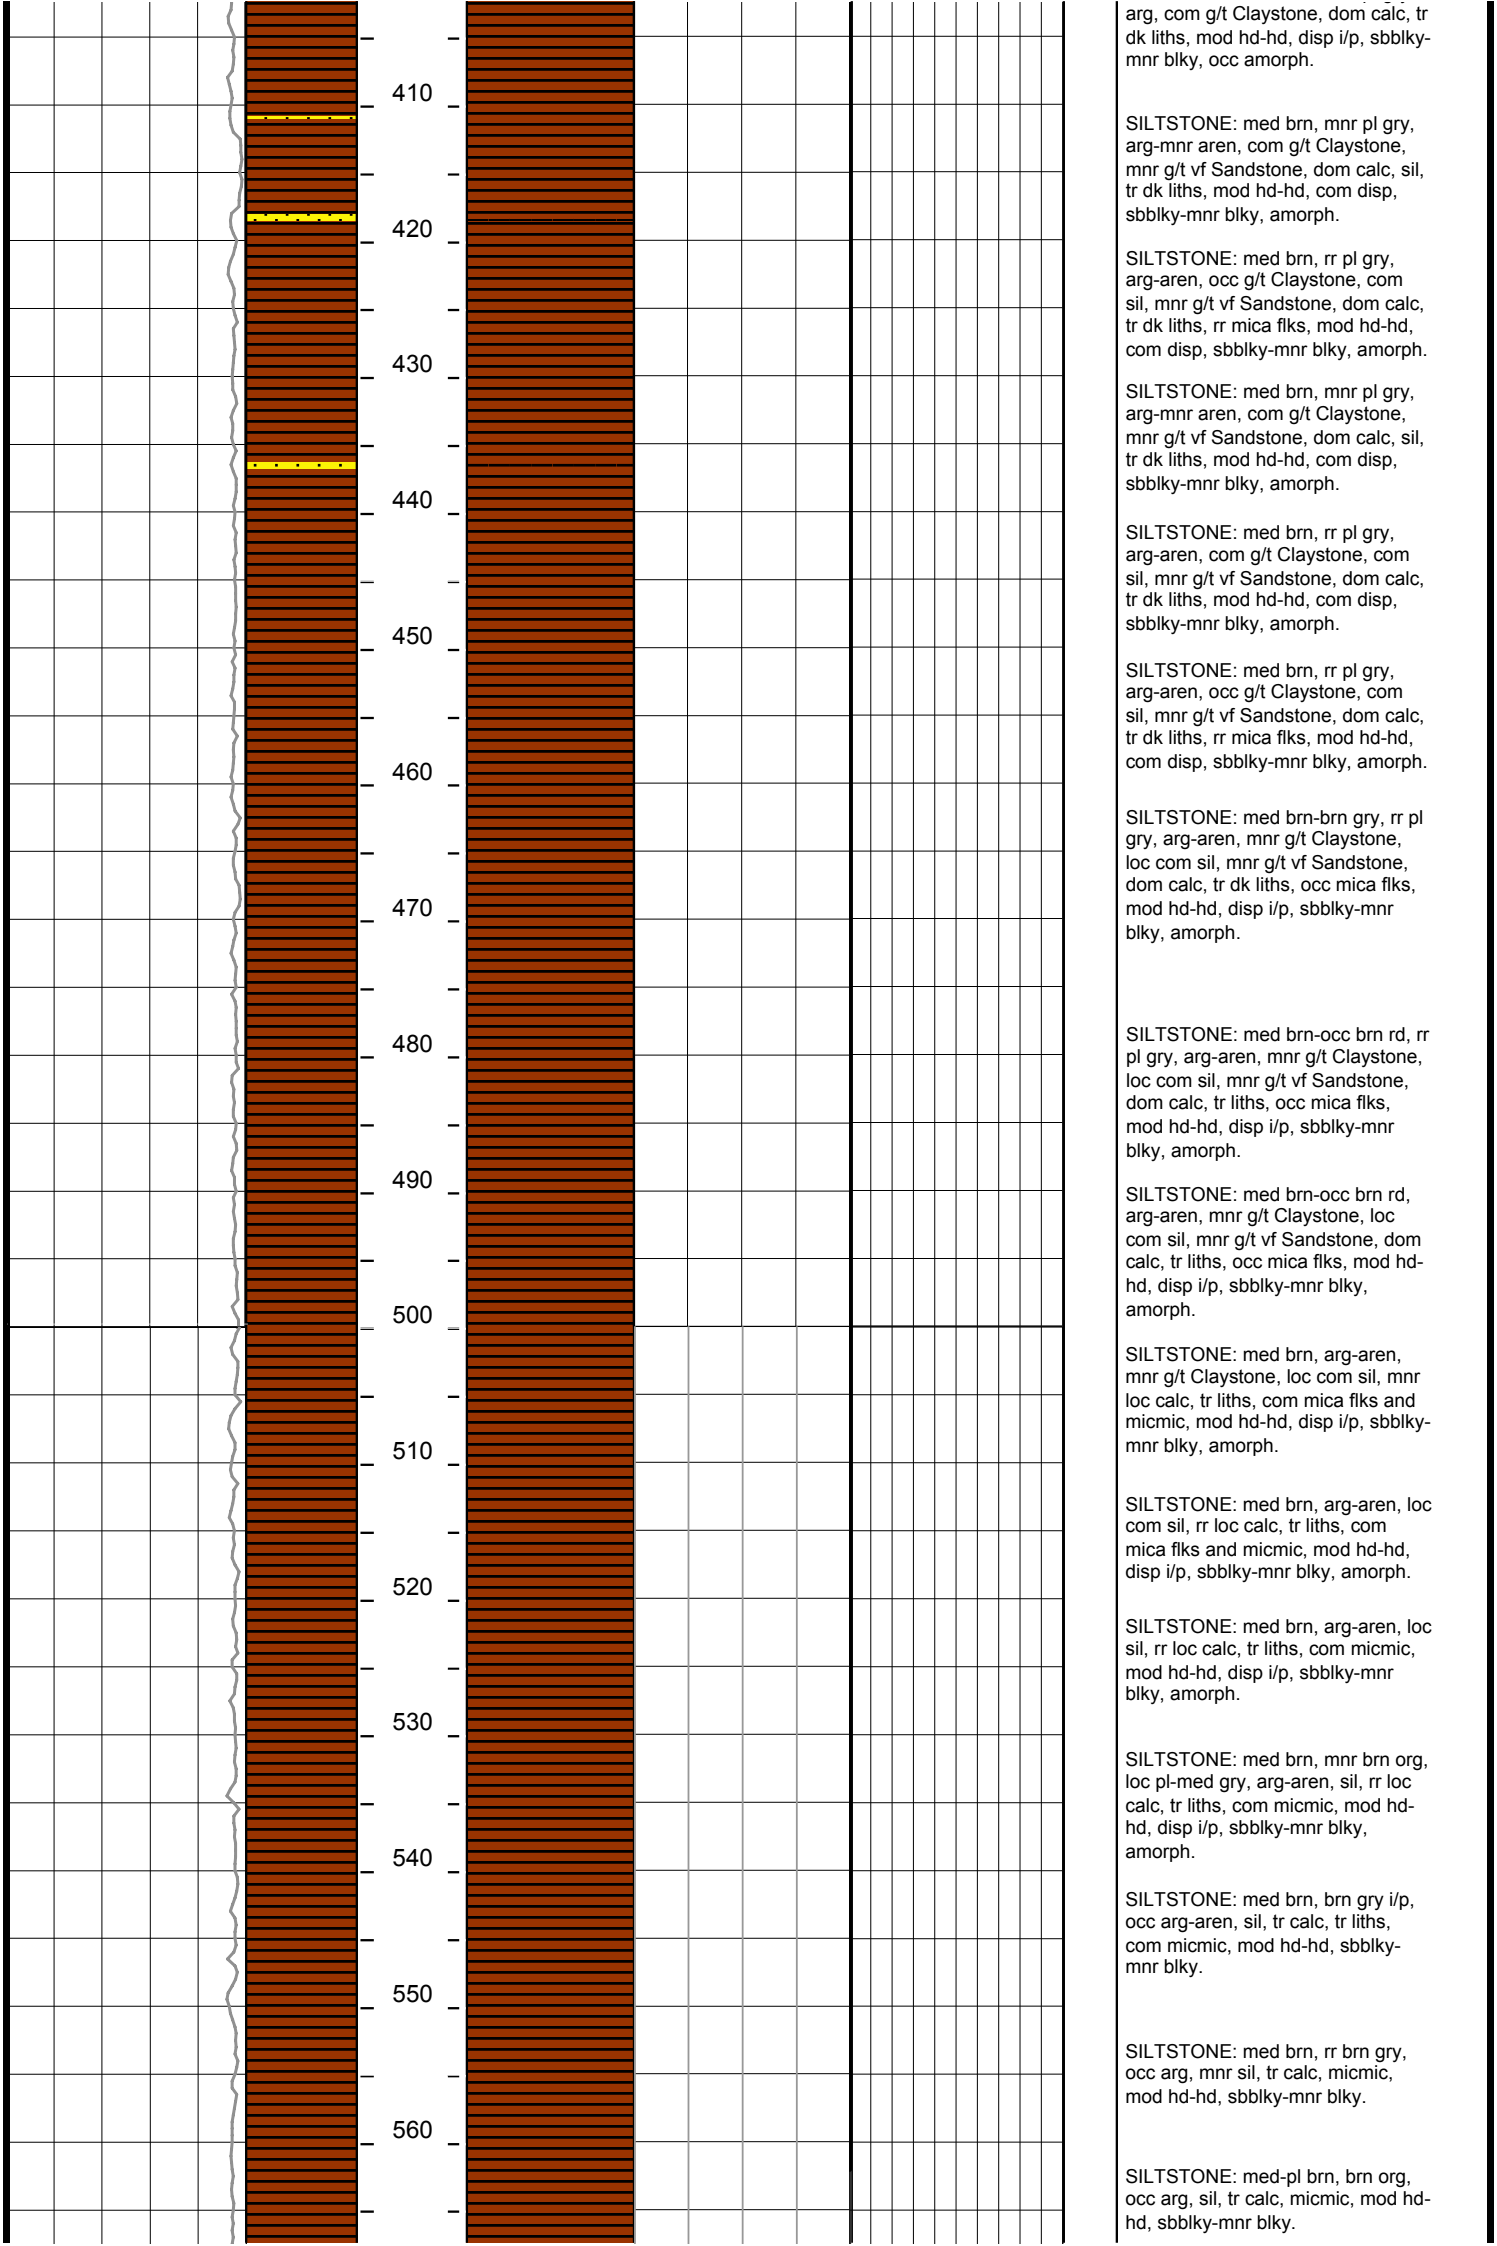 arg, com g/t Claystone, dom calc, tr
dk liths, mod hd-hd, disp i/p, sbblky-
mnr blky, occ amorph.
410
SILTSTONE: med brn, mnr pl gry,
arg-mnr aren, com g/t Claystone,
mnr g/t vf Sandstone, dom calc, sil,
tr dk liths, mod hd-hd, com disp,
sbblky-mnr blky, amorph.
420
SILTSTONE: med brn, rr pl gry,
arg-aren, occ g/t Claystone, com
sil, mnr g/t vf Sandstone, dom calc,
tr dk liths, rr mica flks, mod hd-hd,
com disp, sbblky-mnr blky, amorph.
430
SILTSTONE: med brn, mnr pl gry,
arg-mnr aren, com g/t Claystone,
mnr g/t vf Sandstone, dom calc, sil,
tr dk liths, mod hd-hd, com disp,
sbblky-mnr blky, amorph.
440
SILTSTONE: med brn, rr pl gry,
arg-aren, com g/t Claystone, com
sil, mnr g/t vf Sandstone, dom calc,
tr dk liths, mod hd-hd, com disp,
sbblky-mnr blky, amorph.
450
SILTSTONE: med brn, rr pl gry,
arg-aren, occ g/t Claystone, com
sil, mnr g/t vf Sandstone, dom calc,
tr dk liths, rr mica flks, mod hd-hd,
com disp, sbblky-mnr blky, amorph.
460
SILTSTONE: med brn-brn gry, rr pl
gry, arg-aren, mnr g/t Claystone,
loc com sil, mnr g/t vf Sandstone,
dom calc, tr dk liths, occ mica flks,
mod hd-hd, disp i/p, sbblky-mnr
blky, amorph.
470
480
SILTSTONE: med brn-occ brn rd, rr
pl gry, arg-aren, mnr g/t Claystone,
loc com sil, mnr g/t vf Sandstone,
dom calc, tr liths, occ mica flks,
mod hd-hd, disp i/p, sbblky-mnr
blky, amorph.
490
SILTSTONE: med brn-occ brn rd,
arg-aren, mnr g/t Claystone, loc
com sil, mnr g/t vf Sandstone, dom
calc, tr liths, occ mica flks, mod hd-
hd, disp i/p, sbblky-mnr blky,
amorph.
500
SILTSTONE: med brn, arg-aren,
mnr g/t Claystone, loc com sil, mnr
loc calc, tr liths, com mica flks and
micmic, mod hd-hd, disp i/p, sbblky-
mnr blky, amorph.
510
SILTSTONE: med brn, arg-aren, loc
com sil, rr loc calc, tr liths, com
mica flks and micmic, mod hd-hd,
disp i/p, sbblky-mnr blky, amorph.
520
SILTSTONE: med brn, arg-aren, loc
sil, rr loc calc, tr liths, com micmic,
mod hd-hd, disp i/p, sbblky-mnr
blky, amorph.
530
SILTSTONE: med brn, mnr brn org,
loc pl-med gry, arg-aren, sil, rr loc
calc, tr liths, com micmic, mod hd-
hd, disp i/p, sbblky-mnr blky,
amorph.
540
SILTSTONE: med brn, brn gry i/p,
occ arg-aren, sil, tr calc, tr liths,
com micmic, mod hd-hd, sbblky-
mnr blky.
550
SILTSTONE: med brn, rr brn gry,
occ arg, mnr sil, tr calc, micmic,
mod hd-hd, sbblky-mnr blky.
560
SILTSTONE: med-pl brn, brn org,
occ arg, sil, tr calc, micmic, mod hd-
hd, sbblky-mnr blky.